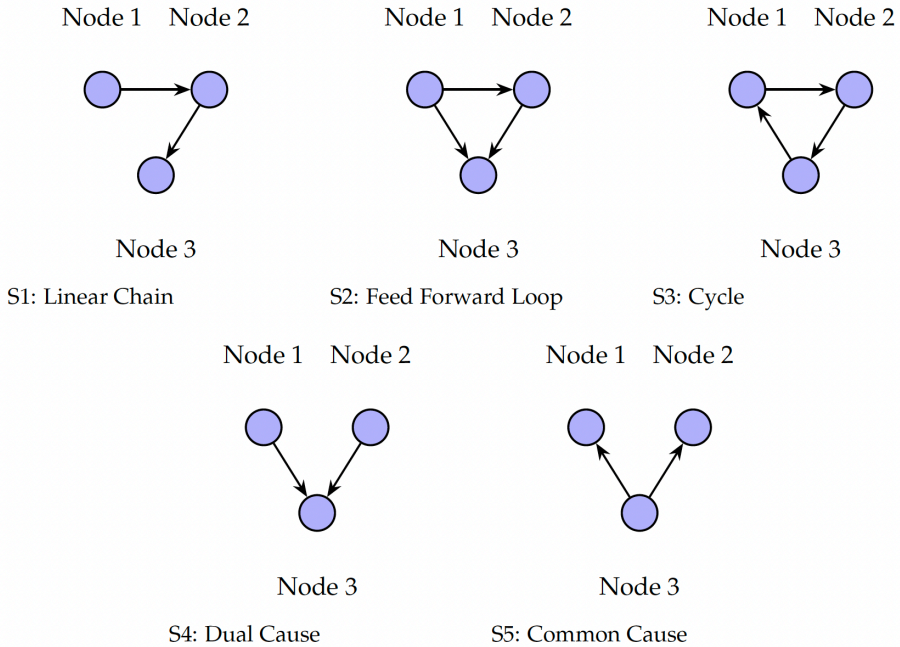 Node 1 Node 2 Node 1 Node 2 Node 1 Node 2
Node 3 Node 3 Node 3
S1: Linear Chain S2: Feed Forward Loop S3: Cycle
Node 1 Node 2 Node 1 Node 2
Node 3 Node 3
S4: Dual Cause S5: Common Cause